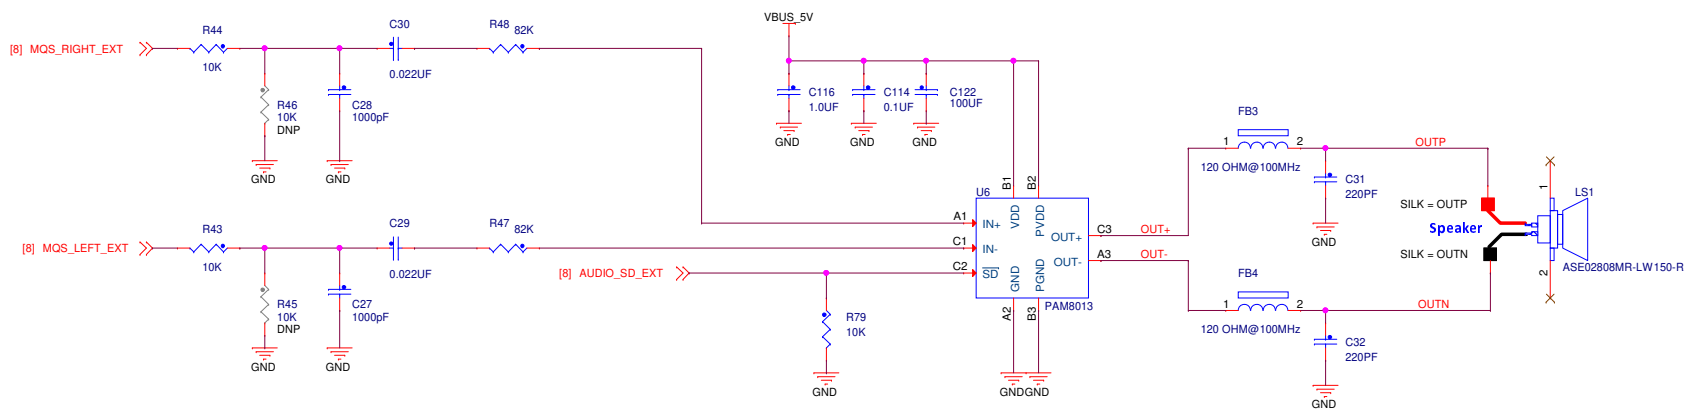 VBUS_5V
R44
C30
R48
82K
[8] MQS_RIGHT_EXT
10K
0.022UF
R46
10K
DNP
C28
1000pF
GND
GND
C116
1.0UF
C114
0.1UF
C122
100UF
GND
GND
GND
R43
C29
R47
82K
[8] MQS_LEFT_EXT
10K
0.022UF
R45
10K
DNP
C27
1000pF
GND
GND
[8] AUDIO_SD_EXT
R79
10K
GND
U6
B1
B2
A1
IN+
VDD
PVDD
C1
IN-
C2
SD
OUT+
OUT-
GND
PGND
C3
A3
A2
B3
PAM8013
GND
GND
OUT+
OUT-
FB3
1
2
120 OHM@100MHz
OUTP
C31
220PF
GND
FB4
1
2
120 OHM@100MHz
OUTN
C32
220PF
GND
SILK = OUTP
Speaker
SILK = OUTN
1
LS1
2
ASE02808MR-LW150-R